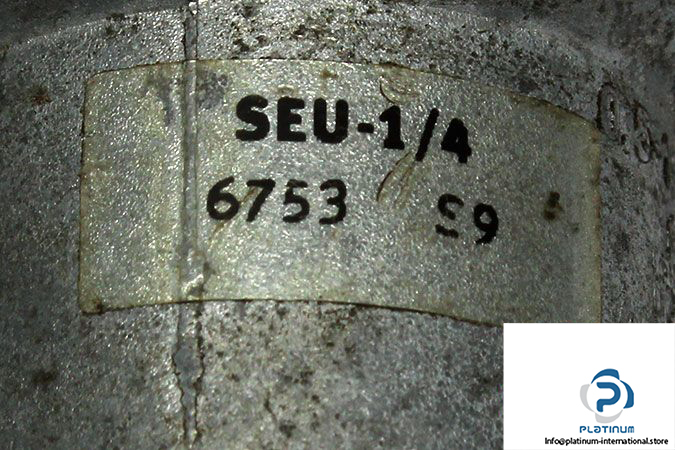 SEU-1/4
6753 S9
PLATINUM
Info@platinum-international.store